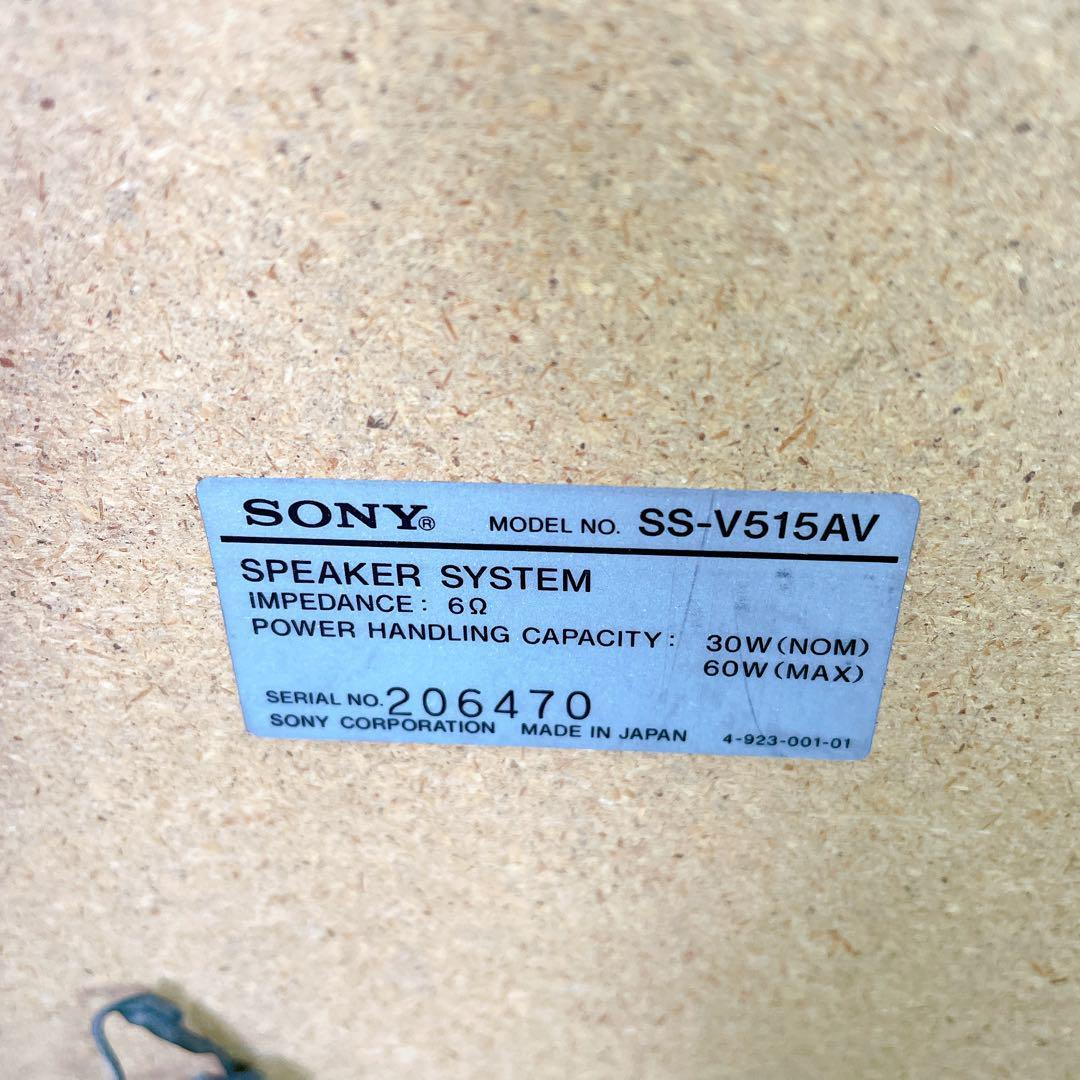 SONY® MODEL NO. SS-V515AV
SPEAKER SYSTEM
IMPEDANCE: 6Ω
POWER HANDLING CAPACITY: 30W(NOM)
60W(MAX)
SERIAL NO. 206470
SONY CORPORATION MADE IN JAPAN 4-923-001-01